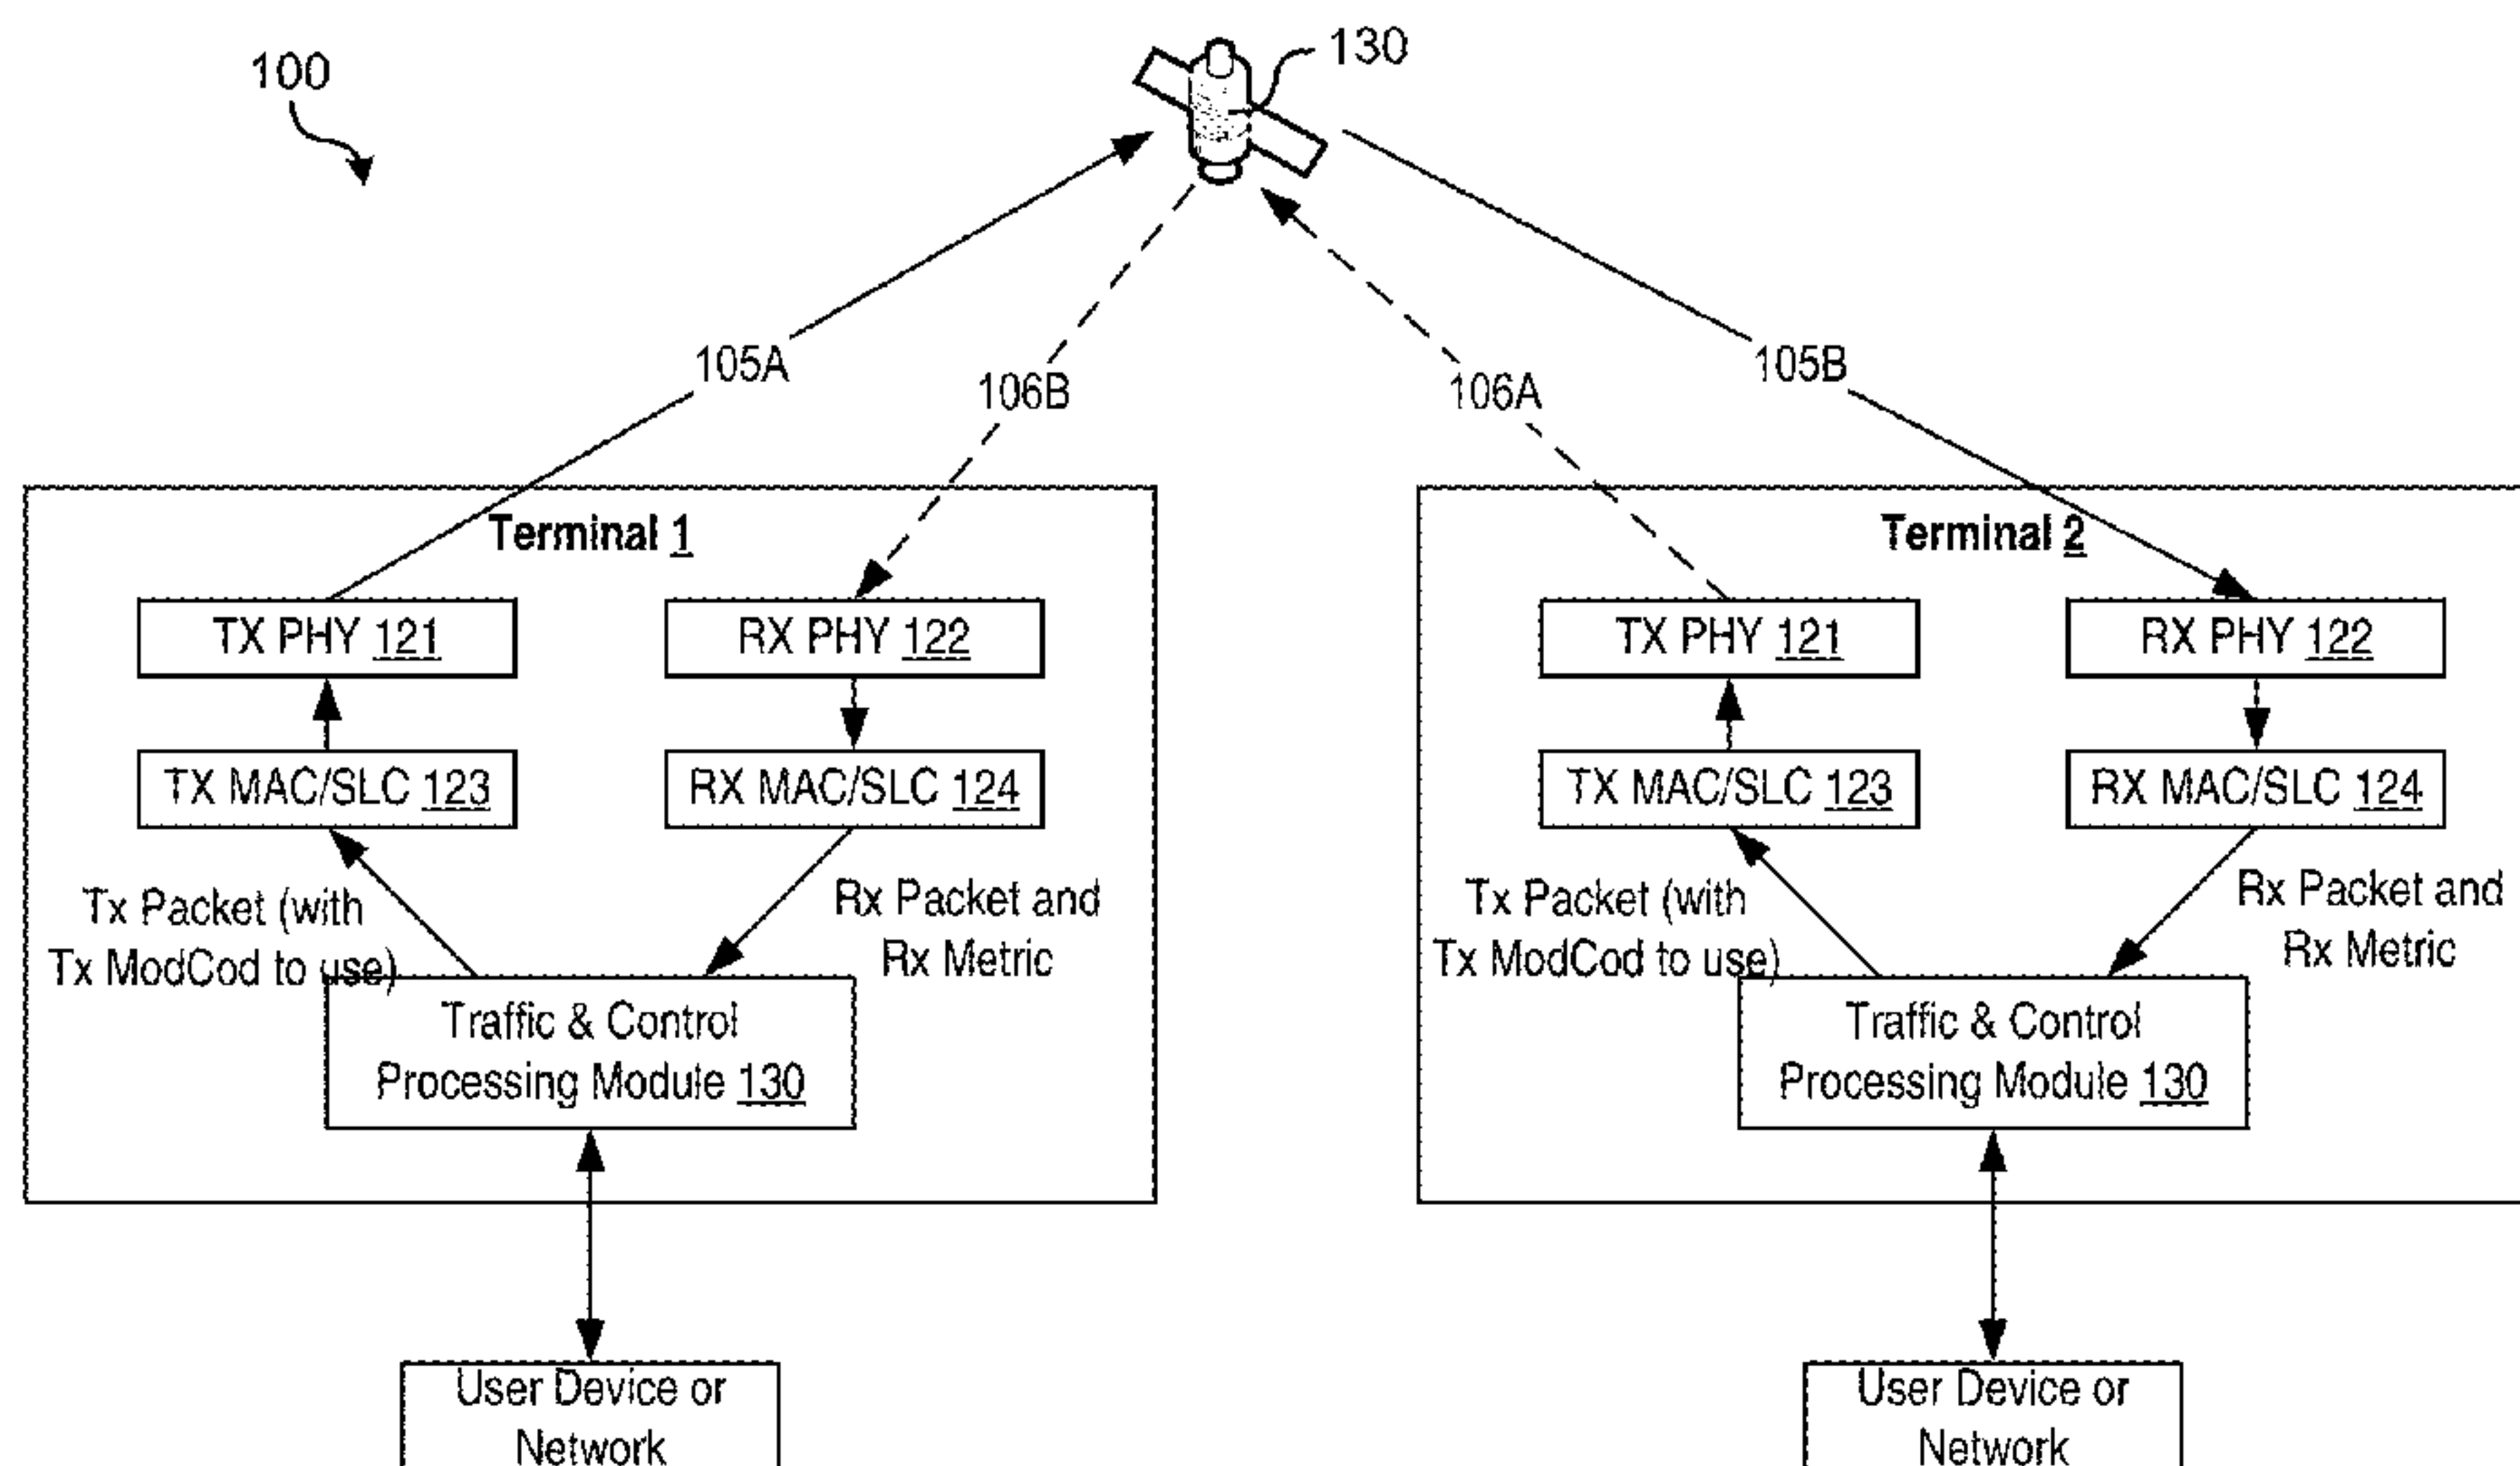 100
130
105A
106B
106A
105B
Terminal 1
TX PHY 121
RX PHY 122
TX MAC/SLC 123
RX MAC/SLC 124
Tx Packet (with
Tx ModCod to use)
Rx Packet and
Rx Metric
Traffic & Control
Processing Module 130
User Device or
Network
Terminal 2
TX PHY 121
RX PHY 122
TX MAC/SLC 123
RX MAC/SLC 124
Tx Packet (with
Tx ModCod to use)
Rx Packet and
Rx Metric
Traffic & Control
Processing Module 130
User Device or
Network